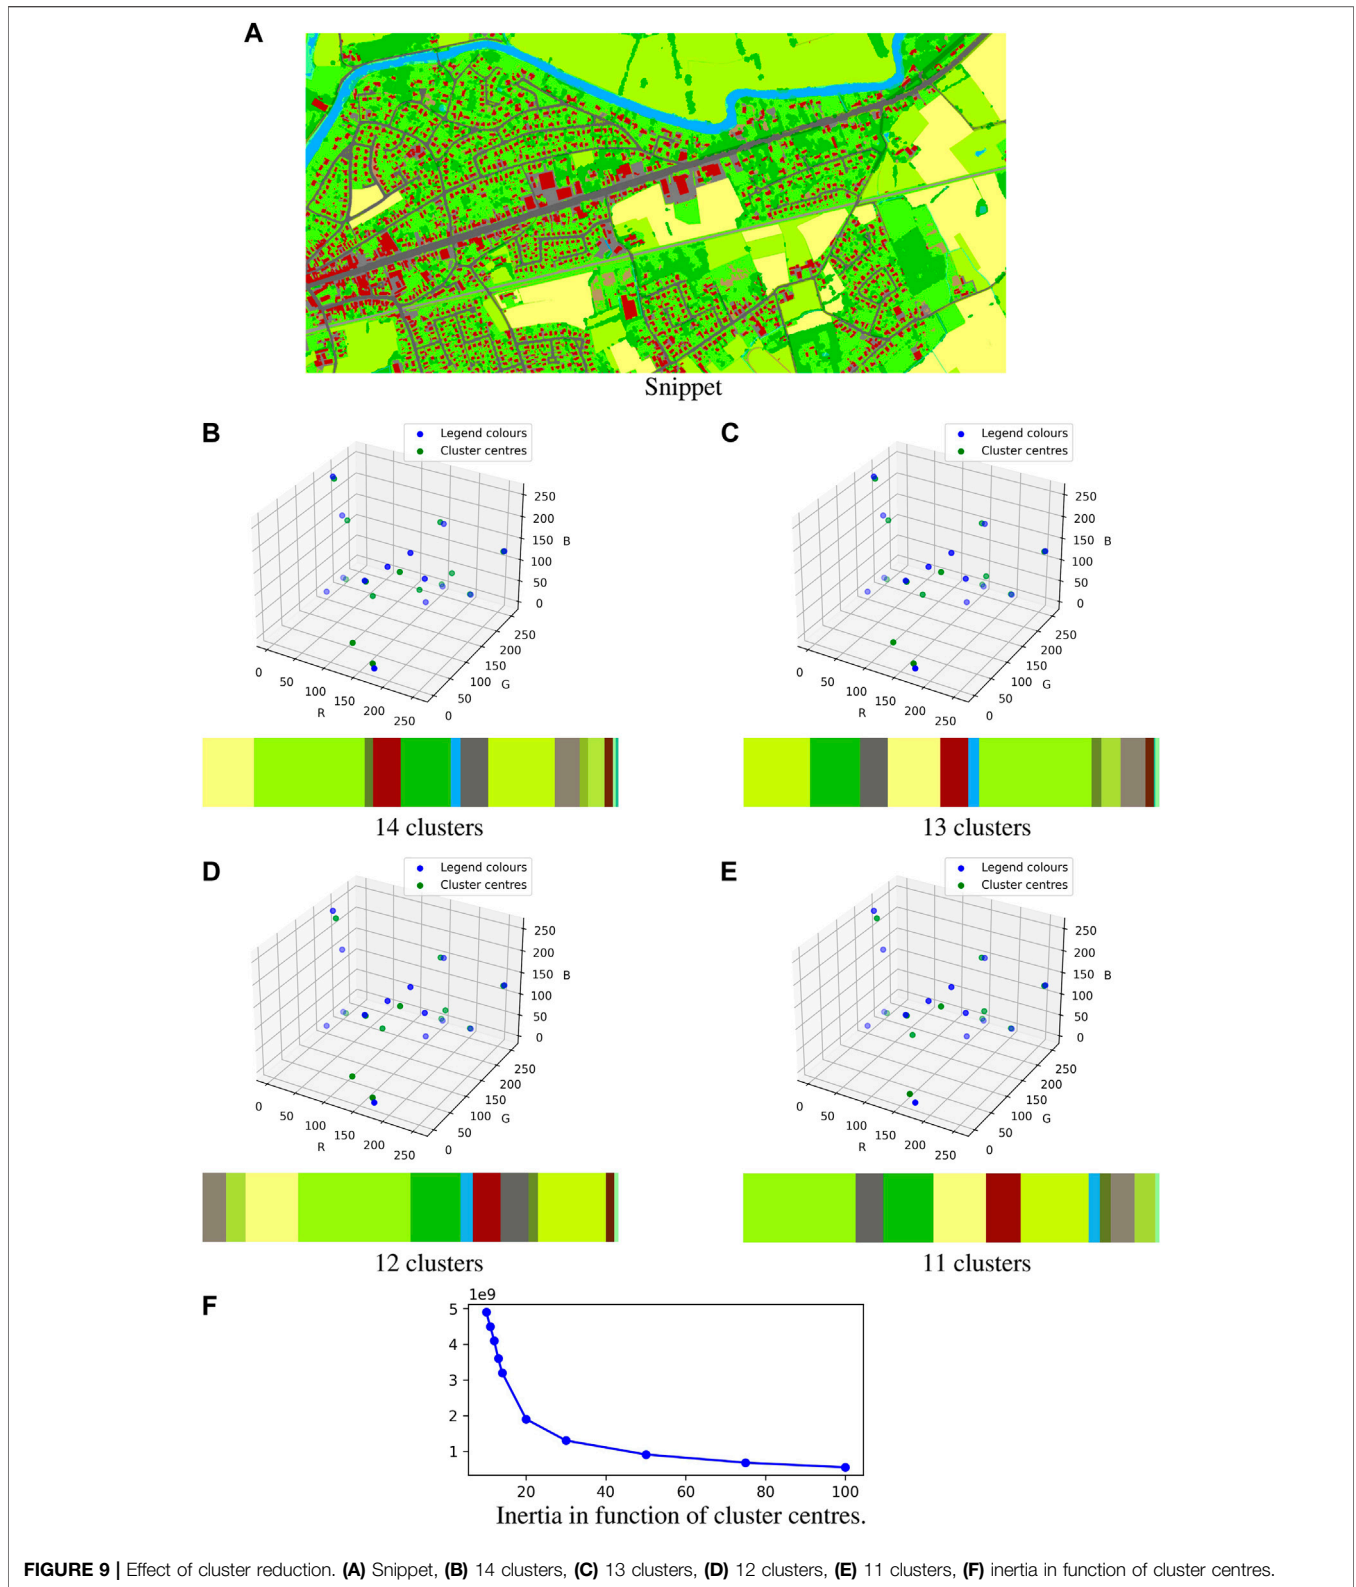 A
Snippet
B
Legend colours
Cluster centres
250
200
150
100
50
0
B
250
200
150
100
50
0
G
0
50
100
150
200
250
R
14 clusters
C
Legend colours
Cluster centres
250
200
150
100
50
0
B
250
200
150
100
50
0
G
0
50
100
150
200
250
R
13 clusters
D
Legend colours
Cluster centres
250
200
150
100
50
0
B
250
200
150
100
50
0
G
0
50
100
150
200
250
R
12 clusters
E
Legend colours
Cluster centres
250
200
150
100
50
0
B
250
200
150
100
50
0
G
0
50
100
150
200
250
R
11 clusters
F
1e9
5
4
3
2
1
20 40 60 80 100
Inertia in function of cluster centres.
FIGURE 9 | Effect of cluster reduction. (A) Snippet, (B) 14 clusters, (C) 13 clusters, (D) 12 clusters, (E) 11 clusters, (F) inertia in function of cluster centres.